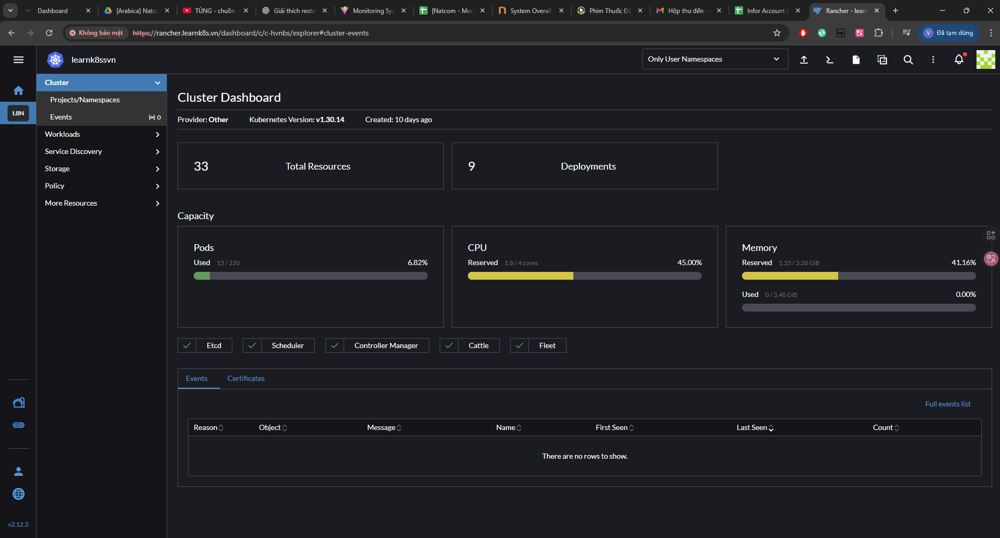 Dashboard
[Arabica] Natco
TÙNG - chuồn
Giải thích resta
Monitoring Sys
[Natcom - Mon
System Overall
Phim Thuốc Đắ
Hộp thư đến -
Infor Account A
Rancher - learn
Không bảo mật
https://rancher.learnk8s.vn/dashboard/c/c-hvnbs/explorer#cluster-events
FB
V
Đã tạm dừng
learnk8ssvn
Only User Namespaces
L8N
Cluster
Projects/Namespaces
Events 0
Workloads
Service Discovery
Storage
Policy
More Resources
v2.12.3
Cluster Dashboard
Provider: Other
Kubernetes Version: v1.30.14
Created: 10 days ago
33 Total Resources
9 Deployments
Capacity
Pods
Used 15 / 220 6.82%
CPU
Reserved 1.8 / 4 cores 45.00%
Memory
Reserved 1.35 / 3.28 GiB 41.16%
Used 0 / 3.48 GiB 0.00%
Etcd
Scheduler
Controller Manager
Cattle
Fleet
Events
Certificates
Full events list
Reason Object Message Name First Seen Last Seen Count
There are no rows to show.